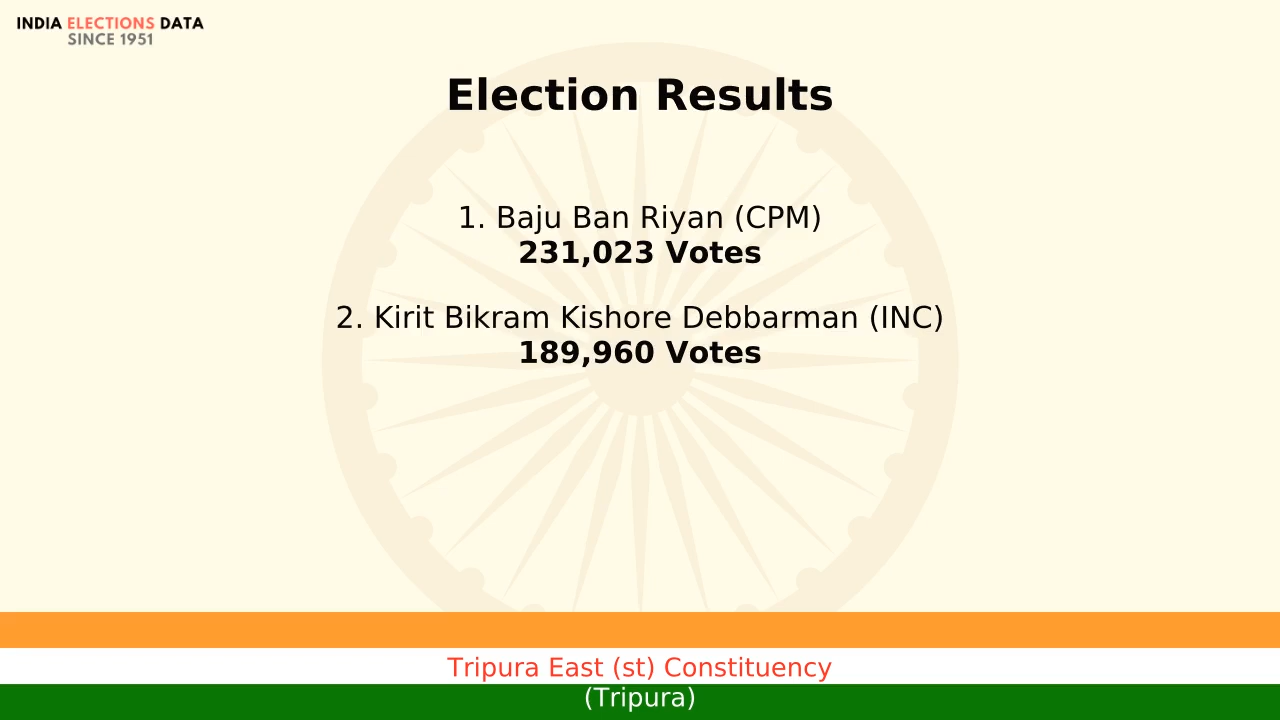 INDIA ELECTIONS DATA
SINCE 1951
Election Results
1. Baju Ban Riyan (CPM)
231,023 Votes
2. Kirit Bikram Kishore Debbarman (INC)
189,960 Votes
Tripura East (st) Constituency
(Tripura)